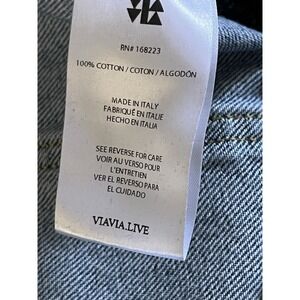 RN# 168223
100% COTTON / COTON / ALGODÓN
MADE IN ITALY
FABRIQUÉ EN ITALIE
HECHO EN ITALIA
SEE REVERSE FOR CARE
VOIR AU VERSO POUR
L'ENTRETIEN
VER EL REVERSO PARA
EL CUIDADO
VIAVIA.LIVE